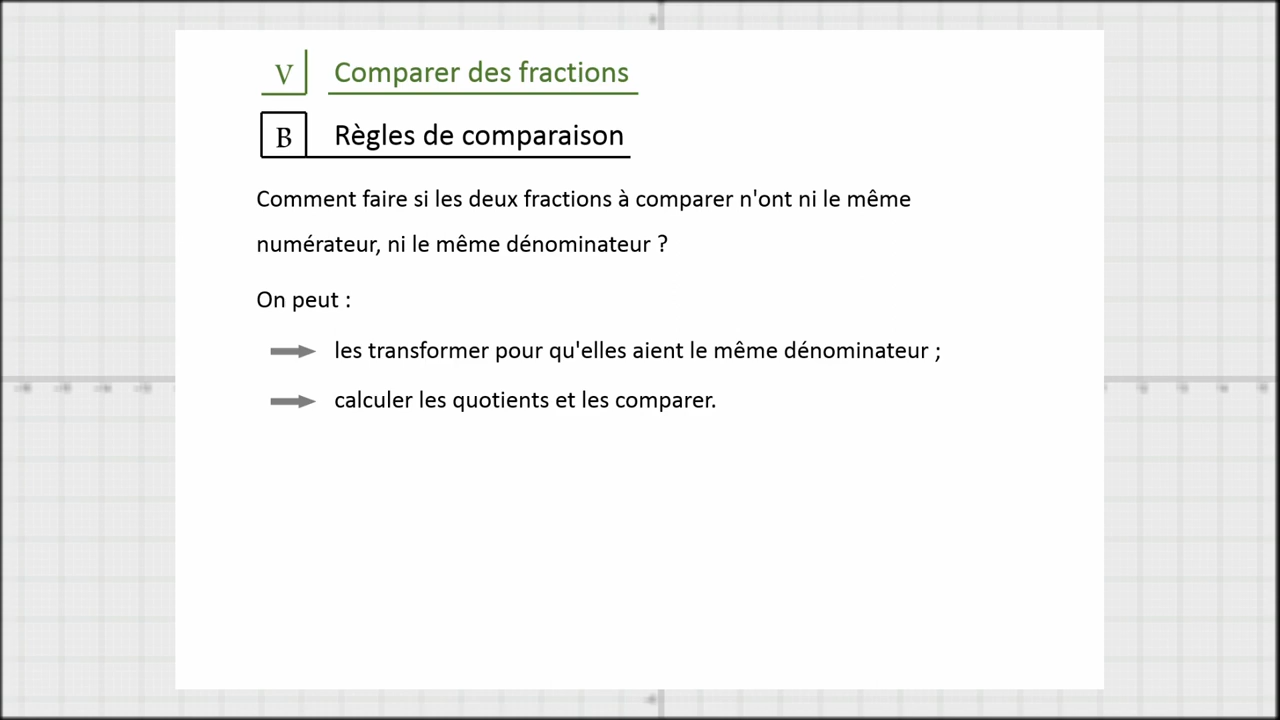 V Comparer des fractions
B Règles de comparaison
Comment faire si les deux fractions à comparer n'ont ni le même
numérateur, ni le même dénominateur ?
On peut :
les transformer pour qu'elles aient le même dénominateur ;
calculer les quotients et les comparer.